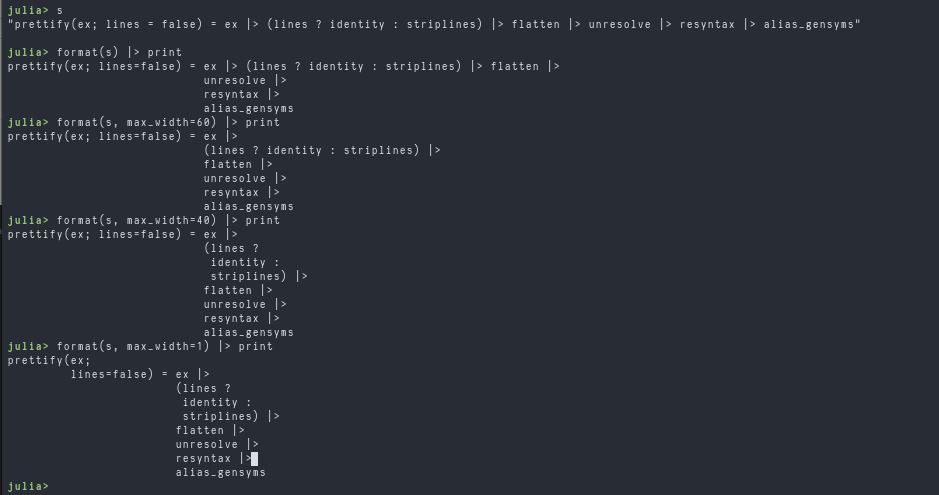 julia> s
"prettify(ex; lines = false) = ex |> (lines ? identity : striplines) |> flatten |> unresolve |> resyntax |> alias_gensyms"
julia> format(s) |> print
prettify(ex; lines=false) = ex |> (lines ? identity : striplines) |> flatten |>
                            unresolve |>
                            resyntax |>
                            alias_gensyms
julia> format(s, max_width=60) |> print
prettify(ex; lines=false) = ex |>
                            (lines ? identity : striplines) |>
                            flatten |>
                            unresolve |>
                            resyntax |>
                            alias_gensyms
julia> format(s, max_width=40) |> print
prettify(ex; lines=false) = ex |>
                            (lines ?
                             identity :
                             striplines) |>
                            flatten |>
                            unresolve |>
                            resyntax |>
                            alias_gensyms
julia> format(s, max_width=1) |> print
prettify(ex;
         lines=false) = ex |>
                        (lines ?
                         identity :
                         striplines) |>
                        flatten |>
                        unresolve |>
                        resyntax |>
                        alias_gensyms
julia>